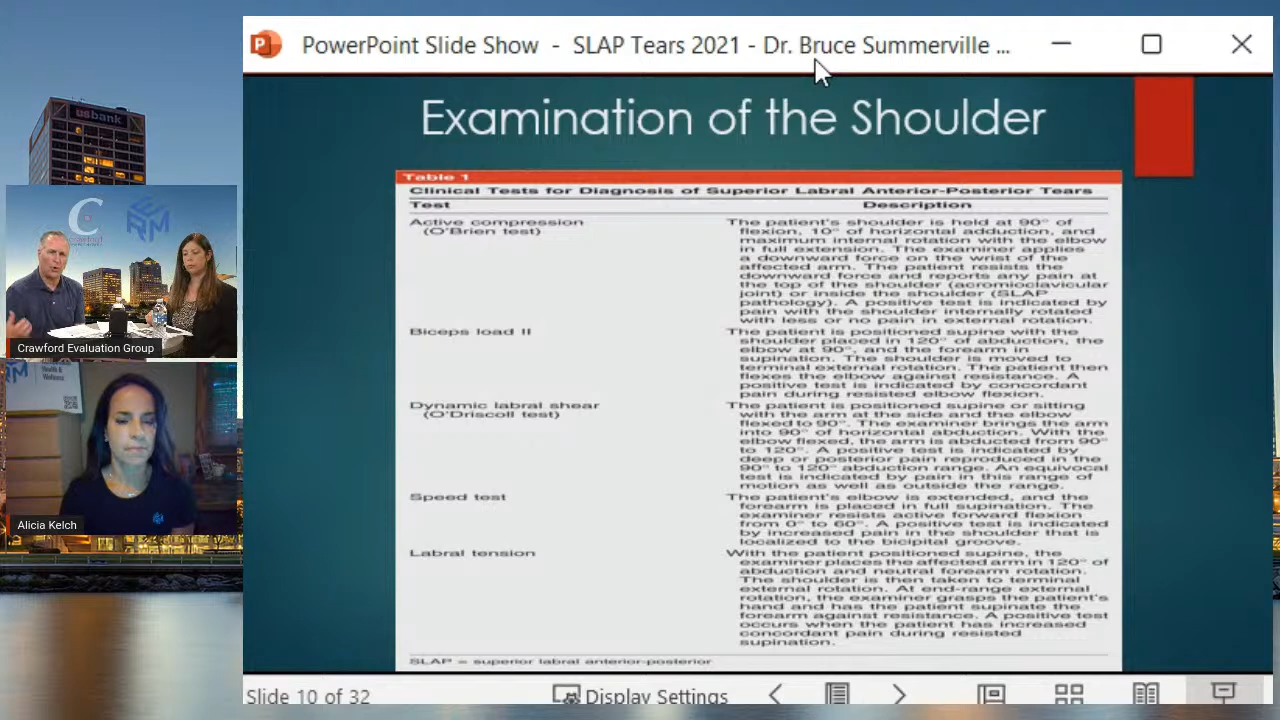 PowerPoint Slide Show - SLAP Tears 2021 - Dr. Bruce Summerville ...
usbank
Examination of the Shoulder
Table 1
Clinical Tests for Diagnosis of Superior Labral Anterior-Posterior Tears
Test Description
Active compression
(O'Brien test)
The patient's shoulder is held at 90° of
flexion, 10° of horizontal adduction, and
maximum internal rotation with the elbow
in full extension. The examiner applies
a downward force on the wrist of the
affected arm. The patient resists the
downward force and reports any pain at
the top of the shoulder (acromioclavicular
joint) or inside the shoulder (SLAP
pathology). A positive test is indicated by
pain with the shoulder internally rotated
with less or no pain in external rotation.
Biceps load II
The patient is positioned supine with the
shoulder placed in 120° of abduction, the
elbow at 90°, and the forearm in
supination. The shoulder is moved to
terminal external rotation. The patient then
flexes the elbow against resistance. A
positive test is indicated by concordant
pain during resisted elbow flexion.
Dynamic labral shear
(O'Driscoll test)
The patient is positioned supine or sitting
with the arm at the side and the elbow
flexed to 90°. The examiner brings the arm
into 90° of horizontal abduction. With the
elbow flexed, the arm is abducted from 90°
to 120°. A positive test is indicated by
deep or posterior pain reproduced in the
90° to 120° abduction range. An equivocal
test is indicated by pain in this range of
motion as well as outside the range.
Speed test
The patient's elbow is extended, and the
forearm is placed in full supination. The
examiner resists active forward flexion
from 0° to 60°. A positive test is indicated
by increased pain in the shoulder that is
localized to the bicipital groove.
Labral tension
With the patient positioned supine, the
examiner places the affected arm in 120° of
abduction and neutral forearm rotation.
The shoulder is then taken to terminal
external rotation. At end-range external
rotation, the examiner grasps the patient's
hand and has the patient supinate the
forearm against resistance. A positive test
occurs when the patient has increased
concordant pain during resisted
supination.
SLAP = superior labral anterior-posterior
Crawford Evaluation Group
Health &
Wellness
Alicia Kelch
Slide 10 of 32
Display Settings